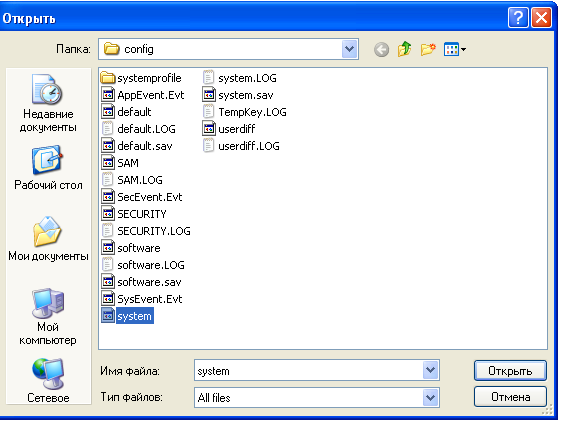 Открыть
Папка:
config
systemprofile
AppEvent.Evt
default
default.LOG
default.sav
SAM
SAM.LOG
SecEvent.Evt
SECURITY
SECURITY.LOG
software
software.LOG
software.sav
SysEvent.Evt
system
system.LOG
system.sav
TempKey.LOG
userdiff
userdiff.LOG
Недавние
документы
Рабочий стол
Мои документы
Мой
компьютер
Сетевое
Имя файла:
system
Открыть
Тип файлов:
All files
Отмена